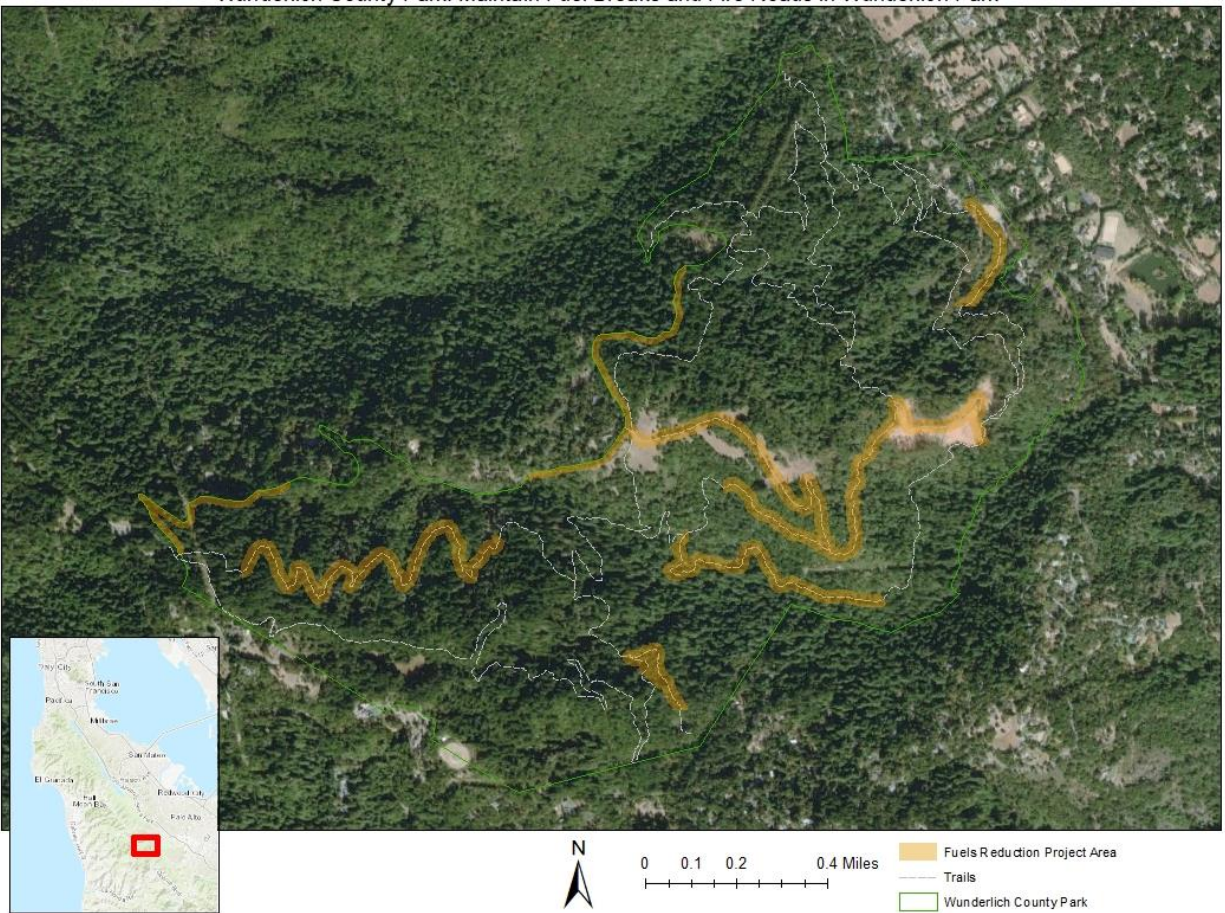 Wunderlich County Park: Maintain Fuel Breaks and Fire Roads in Wunderlich Park
Daly City
South San
Francisco
Pacifica
Millbrae
San Mateo
El Granada
Half
Moon Bay
Redwood City
Palo Alto
N
0 0.1 0.2 0.4 Miles
Fuels Reduction Project Area
Trails
Wunderlich County Park